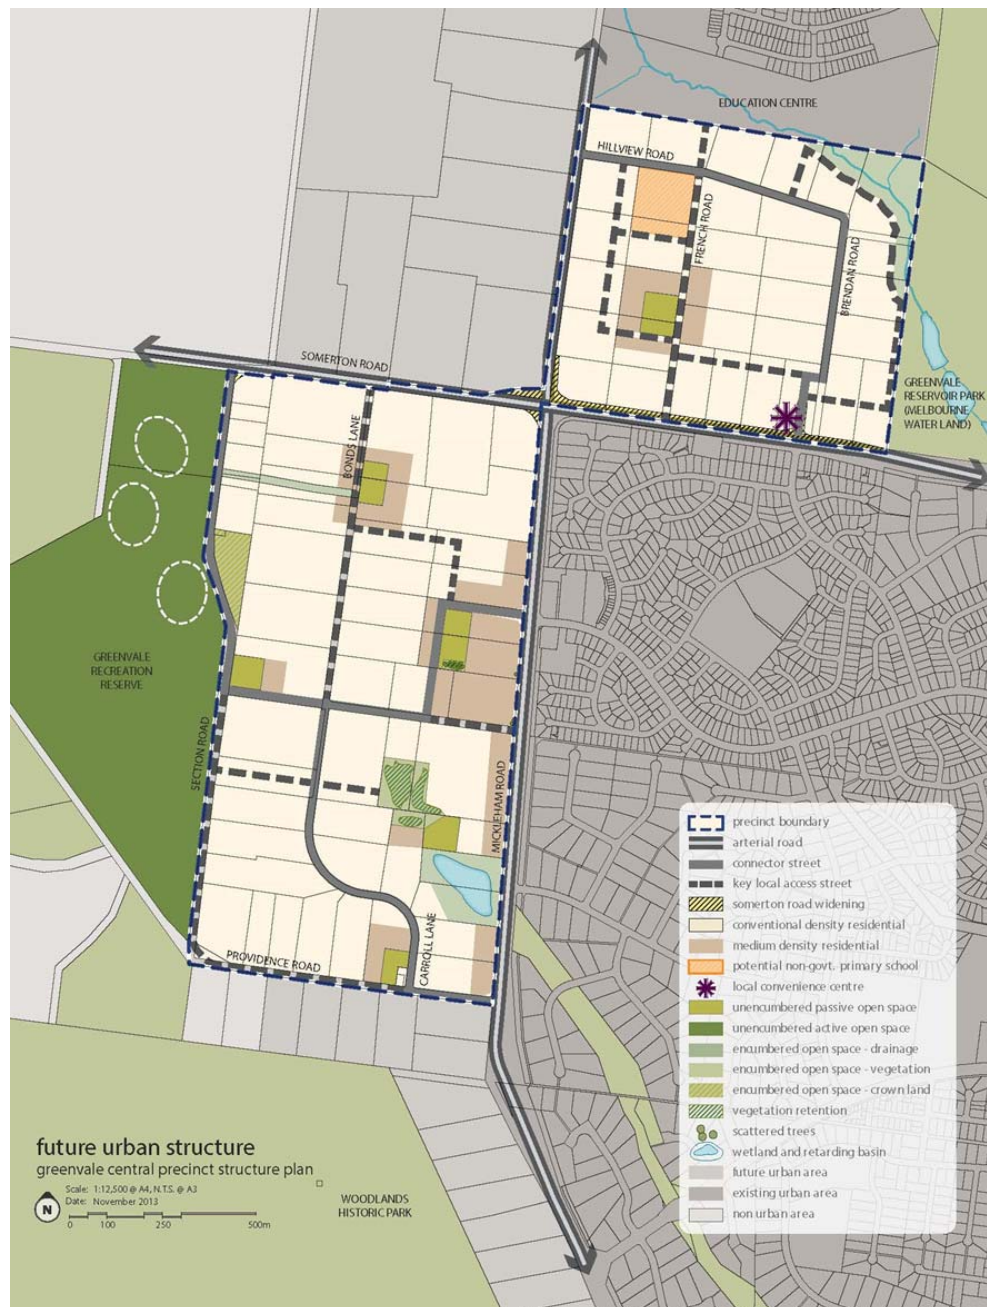 EDUCATION CENTRE
HILLVIEW ROAD
FRENCH ROAD
BRENDAN ROAD
SOMERTON ROAD
GREENVALE
RESERVOIR PARK
(MELBOURNE
WATER LAND)
BONDS LANE
GREENVALE
RECREATION
RESERVE
SECTION ROAD
MICKLEHAM ROAD
CARROLL LANE
PROVIDENCE ROAD
precinct boundary
arterial road
connector street
key local access street
somerton road widening
conventional density residential
medium density residential
potential non-govt. primary school
local convenience centre
unencumbered passive open space
unencumbered active open space
encumbered open space - drainage
encumbered open space - vegetation
encumbered open space - crown land
vegetation retention
scattered trees
wetland and retarding basin
future urban area
existing urban area
non urban area
future urban structure
greenvale central precinct structure plan
Scale: 1:12,500 @ A4, N.T.S. @ A3
Date: November 2013
N
0 100 250 500m
WOODLANDS
HISTORIC PARK